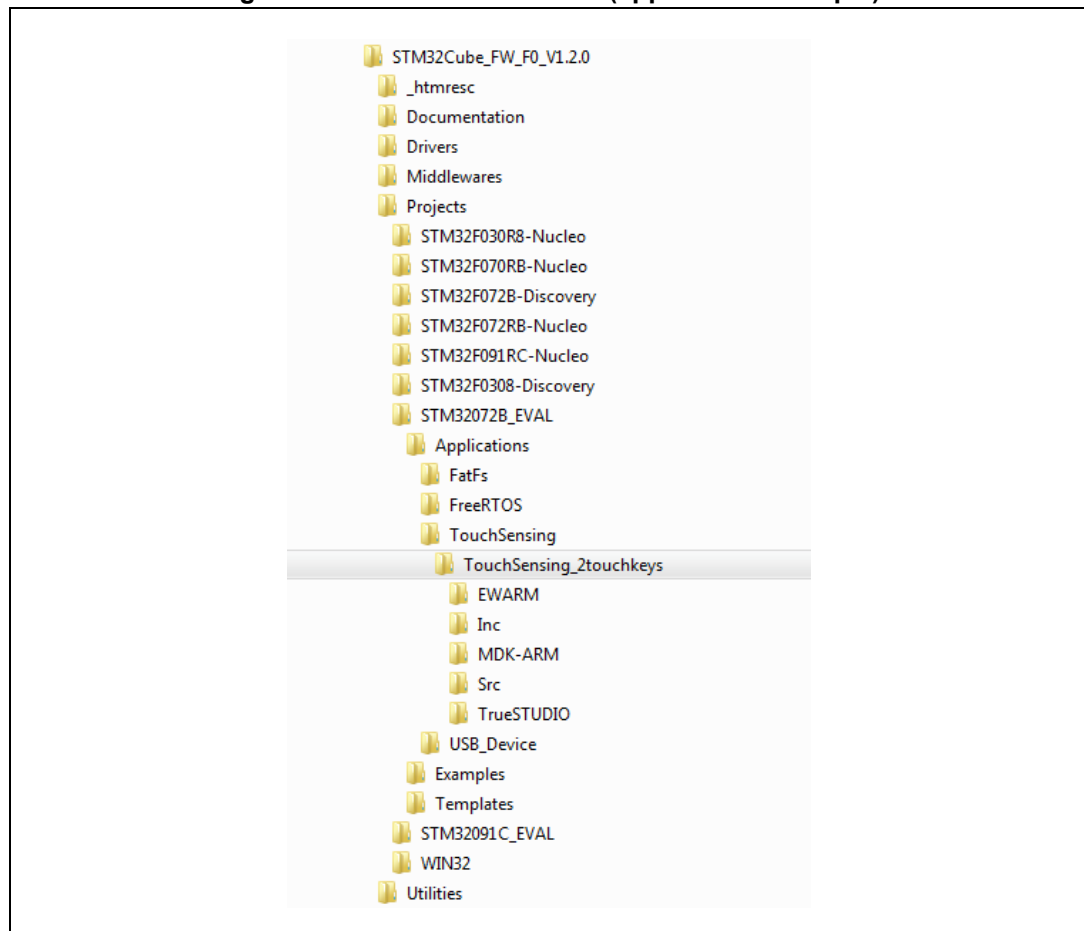 STM32Cube_FW_F0_V1.2.0
_htmresc
Documentation
Drivers
Middlewares
Projects
STM32F030R8-Nucleo
STM32F070RB-Nucleo
STM32F072B-Discovery
STM32F072RB-Nucleo
STM32F091RC-Nucleo
STM32F0308-Discovery
STM32072B_EVAL
Applications
FatFs
FreeRTOS
TouchSensing
TouchSensing_2touchkeys
EWARM
Inc
MDK-ARM
Src
TrueSTUDIO
USB_Device
Examples
Templates
STM32091C_EVAL
WIN32
Utilities